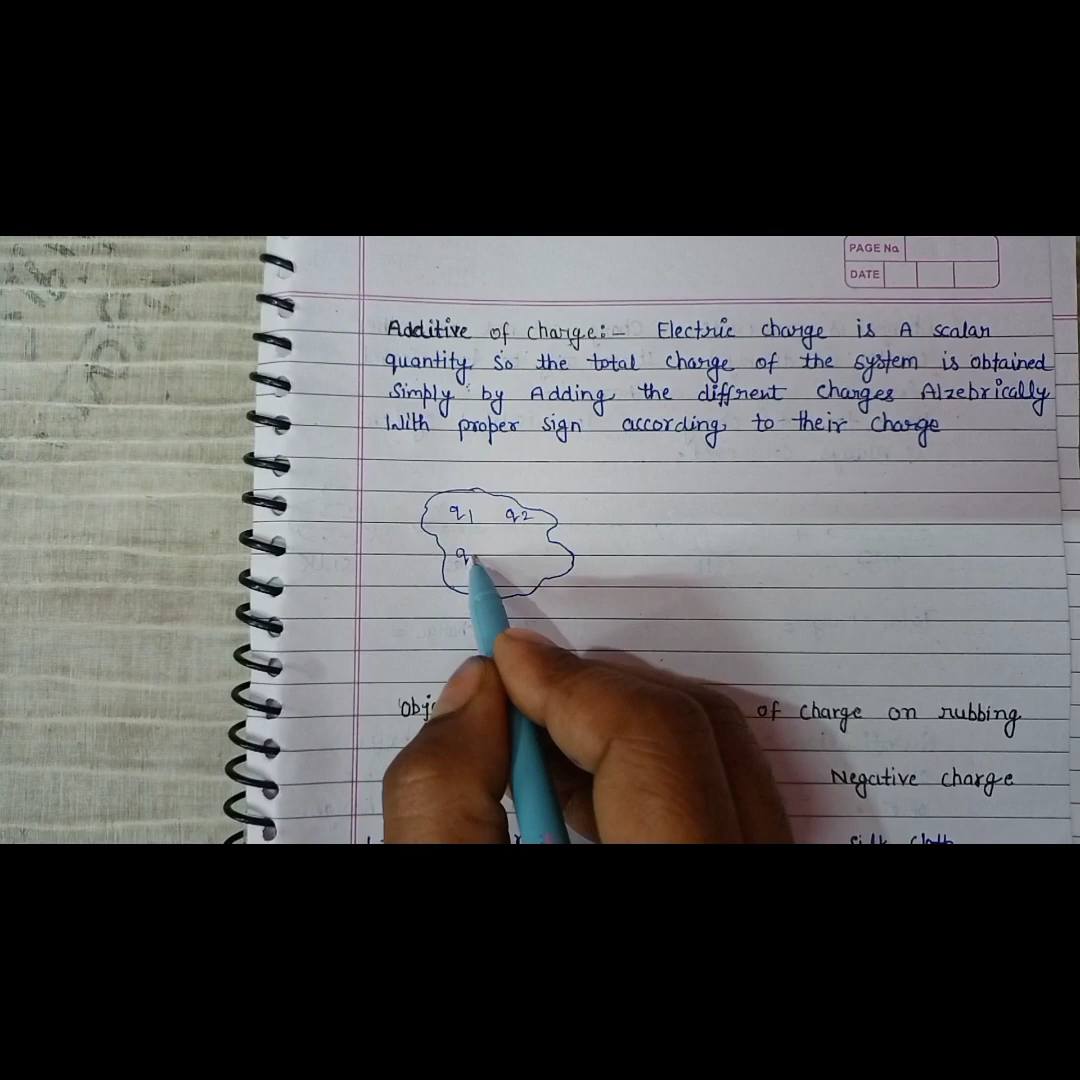 PAGE No
DATE
Additive of charge:- Electric charge is A scalar
quantity so the total charge of the system is obtained
Simply by Adding the diffrent charges Alzebrically
With proper sign according to their charge
q1 q2
q
of charge on rubbing
Negative charge
silk cloth